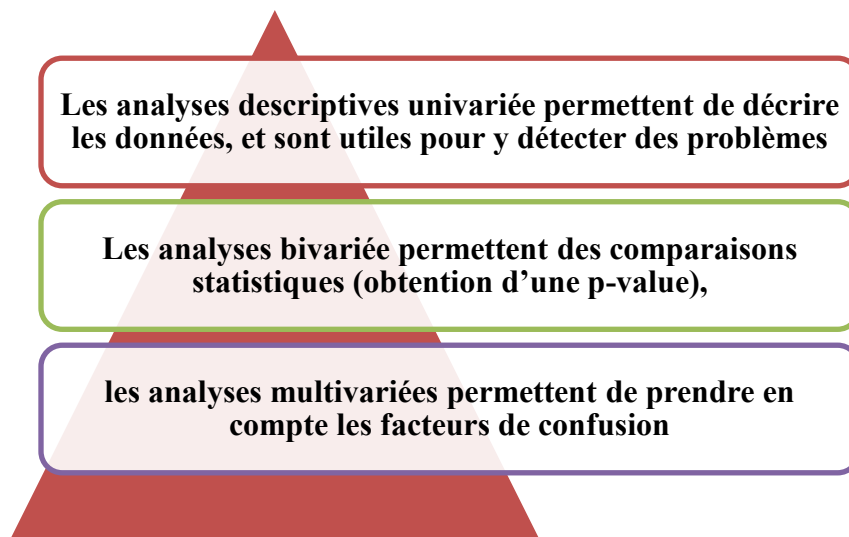 Les analyses descriptives univariée permettent de décrire
les données, et sont utiles pour y détecter des problèmes
Les analyses bivariée permettent des comparaisons
statistiques (obtention d’une p-value),
les analyses multivariées permettent de prendre en
compte les facteurs de confusion